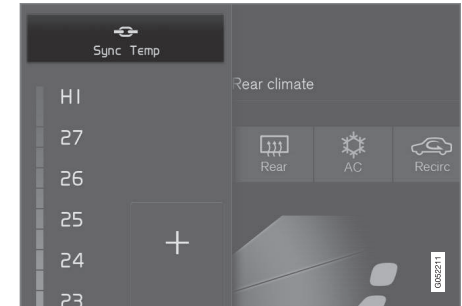 Sync Temp
HI
27
26
25
24
23
+
Rear climate
Rear
AC
Recirc
G052211